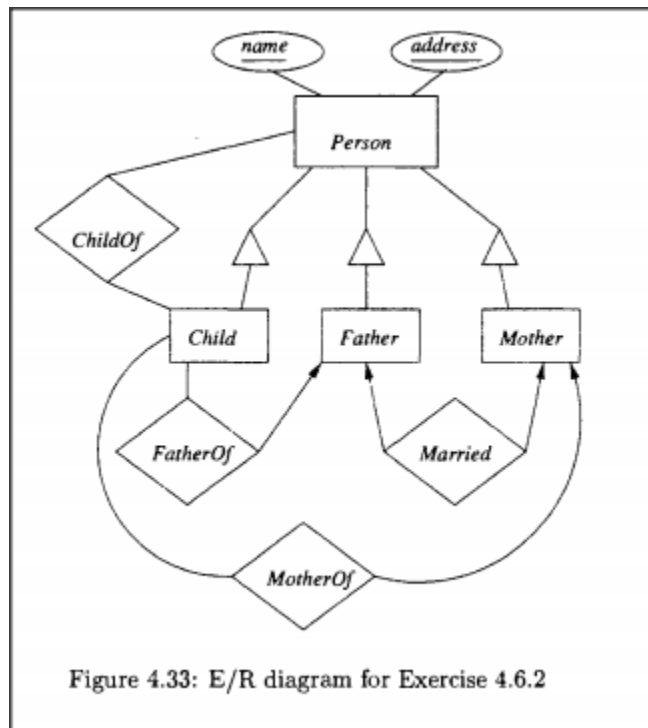 name address
Person
ChildOf
Child Father Mother
FatherOf Married
MotherOf
Figure 4.33: E/R diagram for Exercise 4.6.2